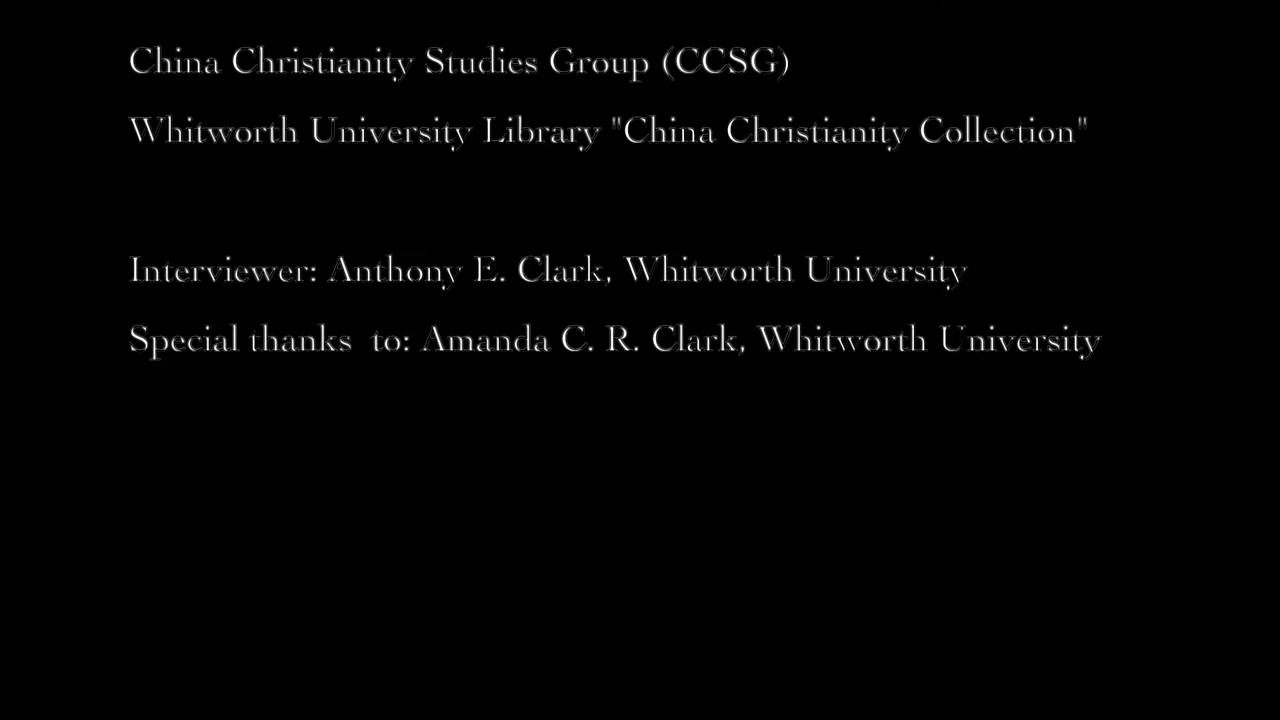 China Christianity Studies Group (CCSG)
Whitworth University Library "China Christianity Collection"
Interviewer: Anthony E. Clark, Whitworth University
Special thanks  to: Amanda C. R. Clark, Whitworth University